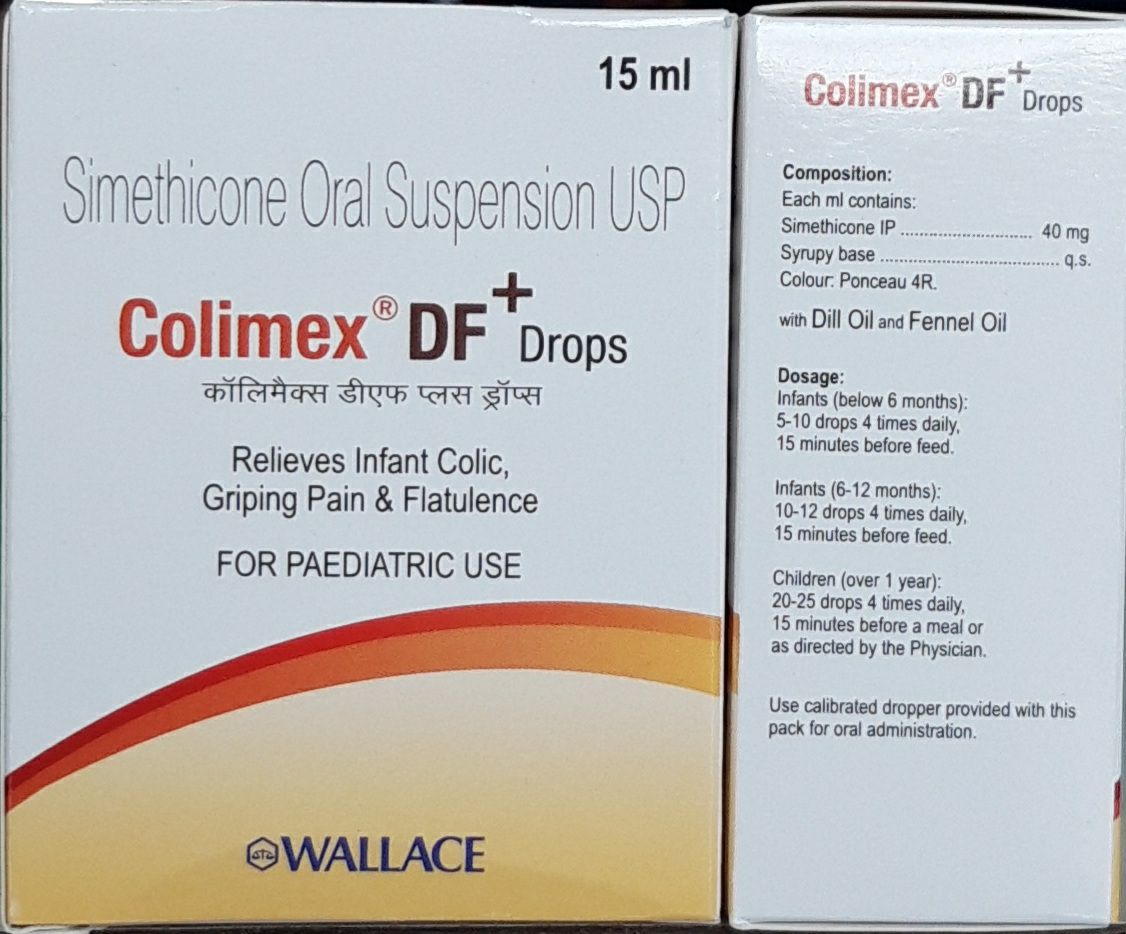 15 ml
Simethicone Oral Suspension USP
Colimex® DF+ Drops
कॉलिमैक्स डीएफ प्लस ड्रॉप्स
Relieves Infant Colic,
Griping Pain & Flatulence
FOR PAEDIATRIC USE
WALLACE
Colimex® DF+ Drops
Composition:
Each ml contains:
Simethicone IP ............................ 40 mg
Syrupy base ...................................... q.s.
Colour: Ponceau 4R.
with Dill Oil and Fennel Oil
Dosage:
Infants (below 6 months):
5-10 drops 4 times daily,
15 minutes before feed.
Infants (6-12 months):
10-12 drops 4 times daily,
15 minutes before feed.
Children (over 1 year):
20-25 drops 4 times daily,
15 minutes before a meal or
as directed by the Physician.
Use calibrated dropper provided with this
pack for oral administration.